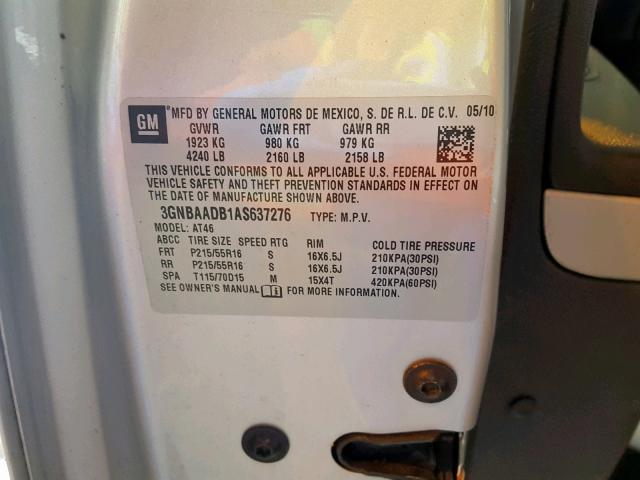 GM MFD BY GENERAL MOTORS DE MEXICO, S. DE R.L. DE C.V. 05/10
GVWR GAWR FRT GAWR RR
1923 KG 980 KG 979 KG
4240 LB 2160 LB 2158 LB
THIS VEHICLE CONFORMS TO ALL APPLICABLE U.S. FEDERAL MOTOR
VEHICLE SAFETY AND THEFT PREVENTION STANDARDS IN EFFECT ON
THE DATE OF MANUFACTURE SHOWN ABOVE.
3GNBAADB1AS637276 TYPE: M.P.V.
MODEL: AT46
ABCC TIRE SIZE SPEED RTG RIM COLD TIRE PRESSURE
FRT P215/55R16 S 16X6.5J 210KPA(30PSI)
RR P215/55R16 S 16X6.5J 210KPA(30PSI)
SPA T115/70D15 M 15X4T 420KPA(60PSI)
SEE OWNER'S MANUAL FOR MORE INFORMATION.